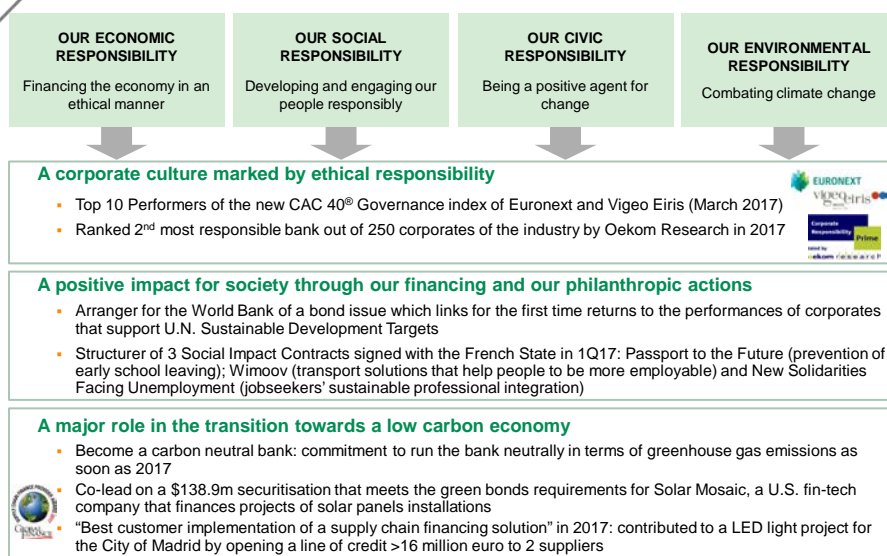 OUR ECONOMIC
RESPONSIBILITY
Financing the economy in an
ethical manner
OUR SOCIAL
RESPONSIBILITY
Developing and engaging our
people responsibly
OUR CIVIC
RESPONSIBILITY
Being a positive agent for
change
OUR ENVIRONMENTAL
RESPONSIBILITY
Combating climate change
A corporate culture marked by ethical responsibility
▪ Top 10 Performers of the new CAC 40® Governance index of Euronext and Vigeo Eiris (March 2017)
▪ Ranked 2nd most responsible bank out of 250 corporates of the industry by Oekom Research in 2017
EURONEXT
vigeoeiris
Corporate
Responsibility
Prime
rated by
oekom research
A positive impact for society through our financing and our philanthropic actions
▪ Arranger for the World Bank of a bond issue which links for the first time returns to the performances of corporates
that support U.N. Sustainable Development Targets
▪ Structurer of 3 Social Impact Contracts signed with the French State in 1Q17: Passport to the Future (prevention of
early school leaving); Wimoov (transport solutions that help people to be more employable) and New Solidarities
Facing Unemployment (jobseekers' sustainable professional integration)
A major role in the transition towards a low carbon economy
▪ Become a carbon neutral bank: commitment to run the bank neutrally in terms of greenhouse gas emissions as
soon as 2017
▪ Co-lead on a $138.9m securitisation that meets the green bonds requirements for Solar Mosaic, a U.S. fin-tech
company that finances projects of solar panels installations
▪ "Best customer implementation of a supply chain financing solution" in 2017: contributed to a LED light project for
the City of Madrid by opening a line of credit >16 million euro to 2 suppliers
GLOBAL
FINANCE